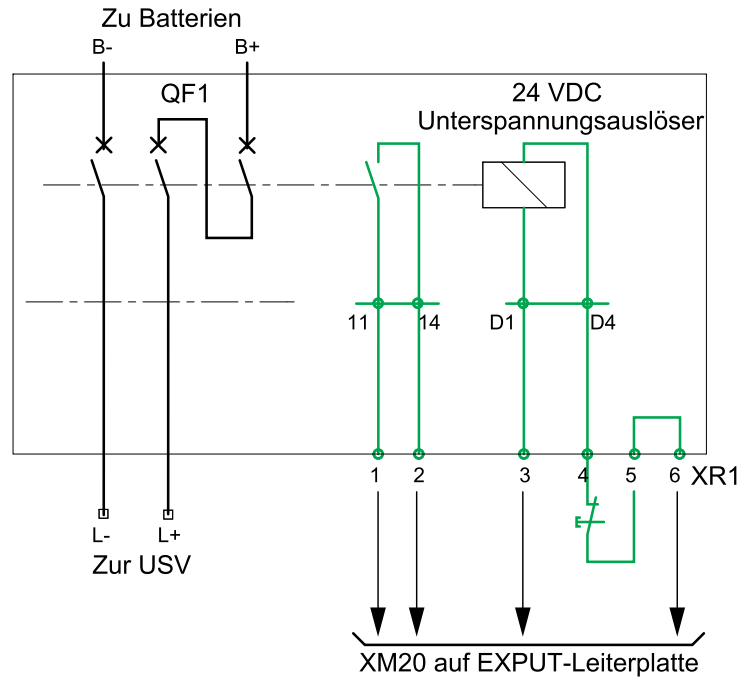 Zu Batterien
B- B+
QF1
24 VDC
Unterspannungsauslöser
11 14 D1 D4
1 2 3 4 5 6 XR1
L- L+
Zur USV
XM20 auf EXPUT-Leiterplatte